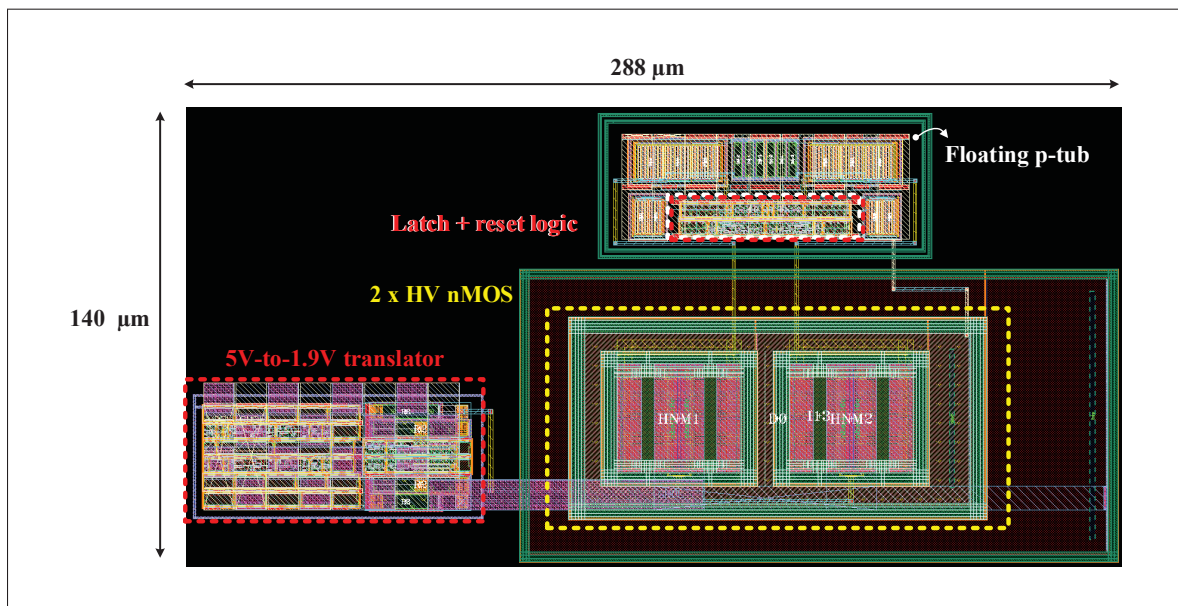 288 μm
Floating p-tub
Latch + reset logic
2 x HV nMOS
140 μm
5V-to-1.9V translator
HNM1
D0
I13
HNM2